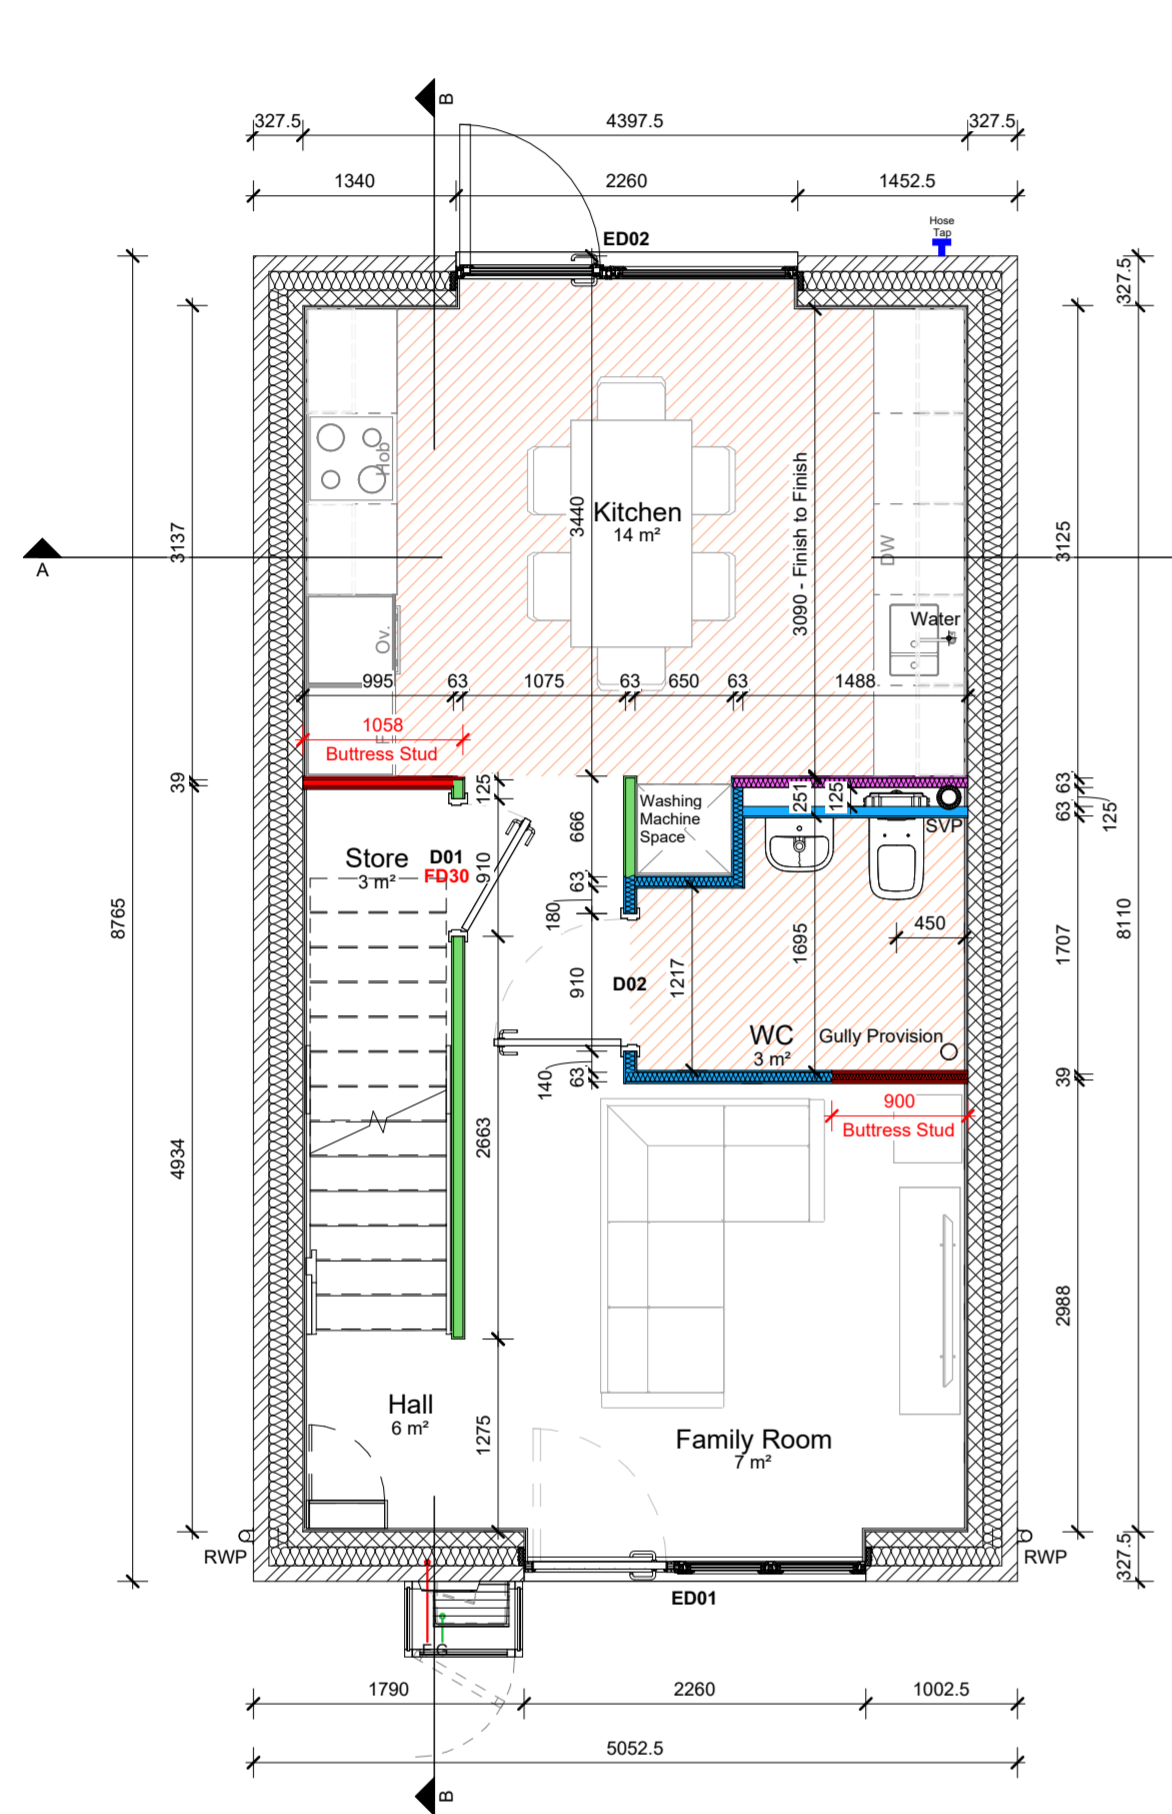 B
327.5
4397.5
327.5
1340
2260
1452.5
Hose
Tap
ED02
327.5
Hob
3440
Kitchen
14 m²
3090 - Finish to Finish
DW
3137
3125
A
Water
Ov.
995
63
1075
63
650
63
1488
1058
Buttress Stud
F
39
125
Washing
Machine
Space
251
125
63
63
125
SVP
666
Store
3 m²
D01
FD30
910
63
180
450
8765
1695
1707
8110
910
D02
1217
WC
3 m²
Gully Provision
140
63
39
900
Buttress Stud
4934
2663
2988
Hall
6 m²
1275
Family Room
7 m²
RWP
RWP
327.5
ED01
E G
1790
2260
1002.5
5052.5
B